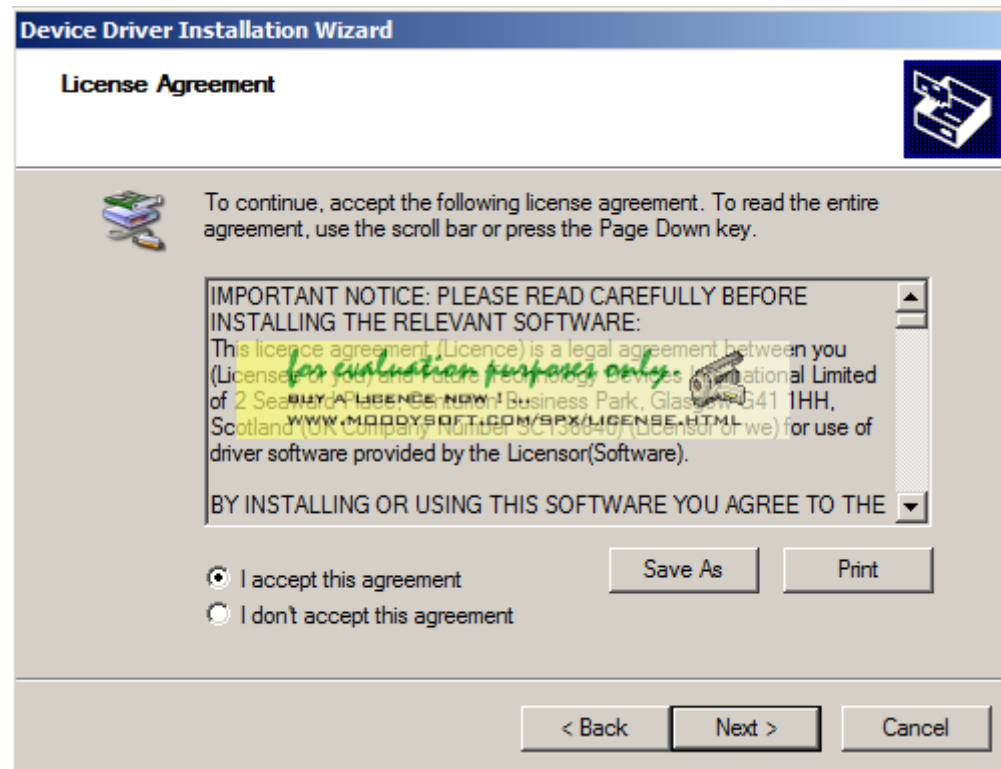 Device Driver Installation Wizard
License Agreement
To continue, accept the following license agreement. To read the entire
agreement, use the scroll bar or press the Page Down key.
IMPORTANT NOTICE: PLEASE READ CAREFULLY BEFORE
INSTALLING THE RELEVANT SOFTWARE:
This licence agreement (Licence) is a legal agreement between you
(Licensee or you) and Future Technology Devices International Limited
of 2 Seaward Place, Centurion Business Park, Glasgow G41 1HH,
Scotland (UK Company Number SC136640) (Licensor or we) for use of
driver software provided by the Licensor(Software).
BY INSTALLING OR USING THIS SOFTWARE YOU AGREE TO THE
for evaluation purposes only.
BUY A LICENCE NOW ! ...
WWW.MOODYSOFT.COM/SPX/LICENSE.HTML
I accept this agreement
Save As
Print
I don't accept this agreement
< Back
Next >
Cancel